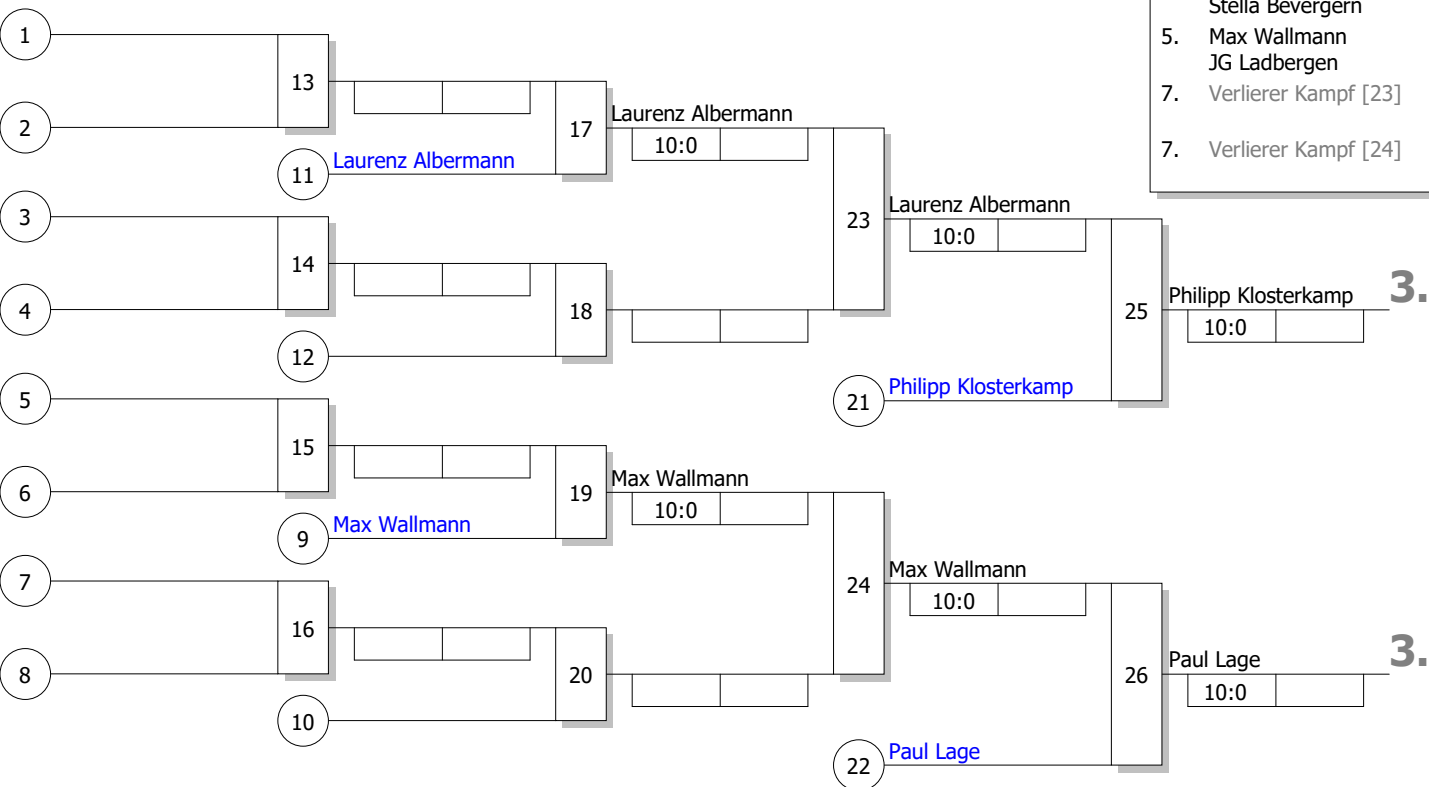 Stella Bevergern
5. Max Wallmann
JG Ladbergen
7. Verlierer Kampf [23]
7. Verlierer Kampf [24]
1
13
2
17
Laurenz Albermann
10:0
11
Laurenz Albermann
3
14
4
18
12
23
Laurenz Albermann
10:0
25
Philipp Klosterkamp
3.
10:0
21
Philipp Klosterkamp
5
15
6
19
Max Wallmann
10:0
9
Max Wallmann
7
16
8
20
10
24
Max Wallmann
10:0
26
Paul Lage
3.
10:0
22
Paul Lage